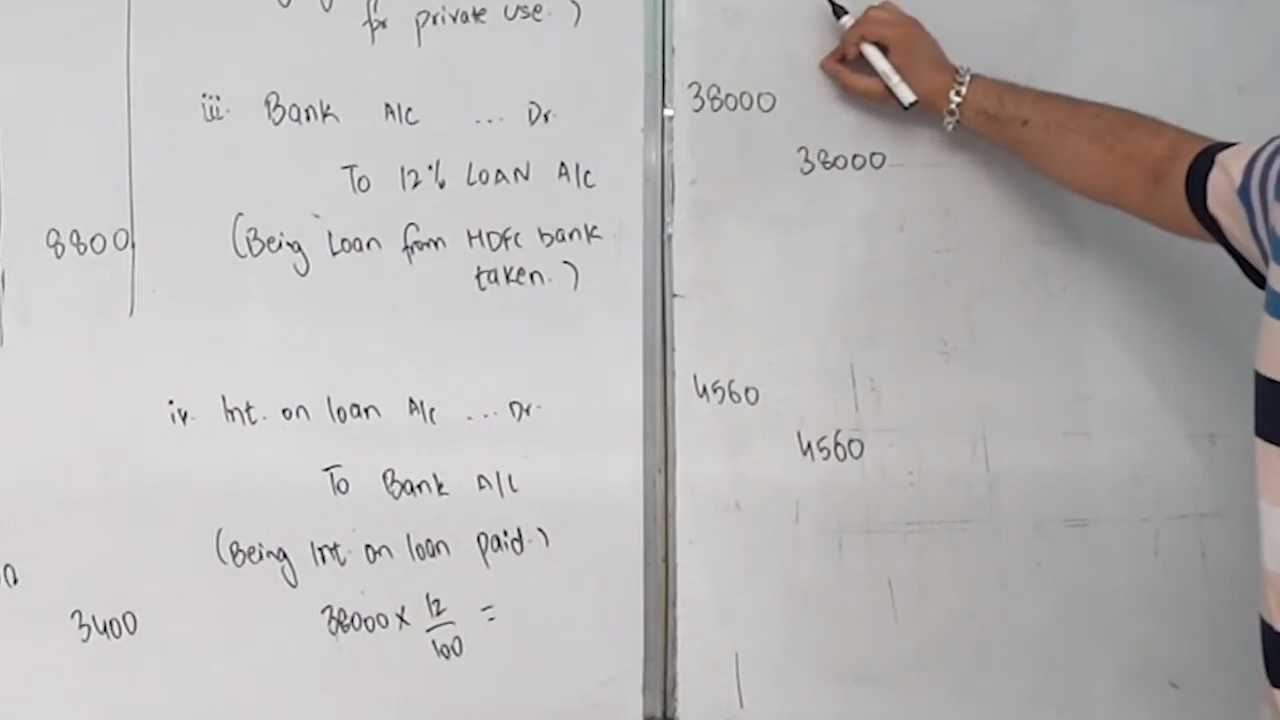 for private use.)
iii. Bank A/c ... Dr. 38000
To 12% LOAN A/c 38000
8800 (Being Loan from HDFC bank
taken.)
iv. Int. on loan A/c ... Dr. 4560
To Bank A/c 4560
(Being Int. on loan paid.)
3400 38000 × 12/100 =